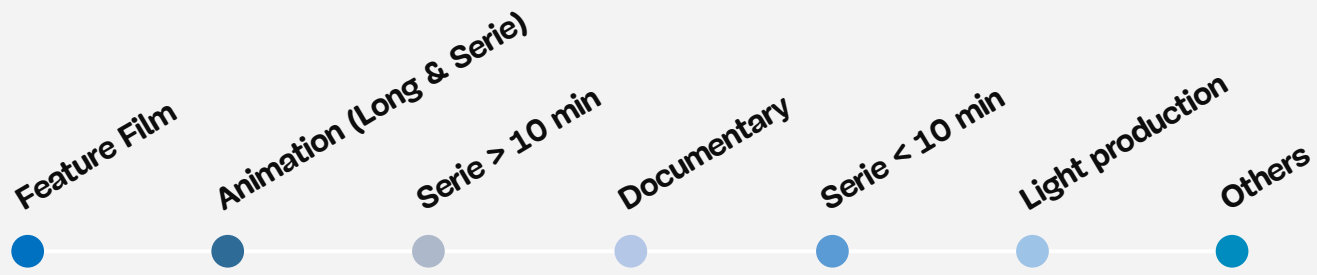 Feature Film
Animation (Long & Serie)
Serie > 10 min
Documentary
Serie < 10 min
Light production
Others